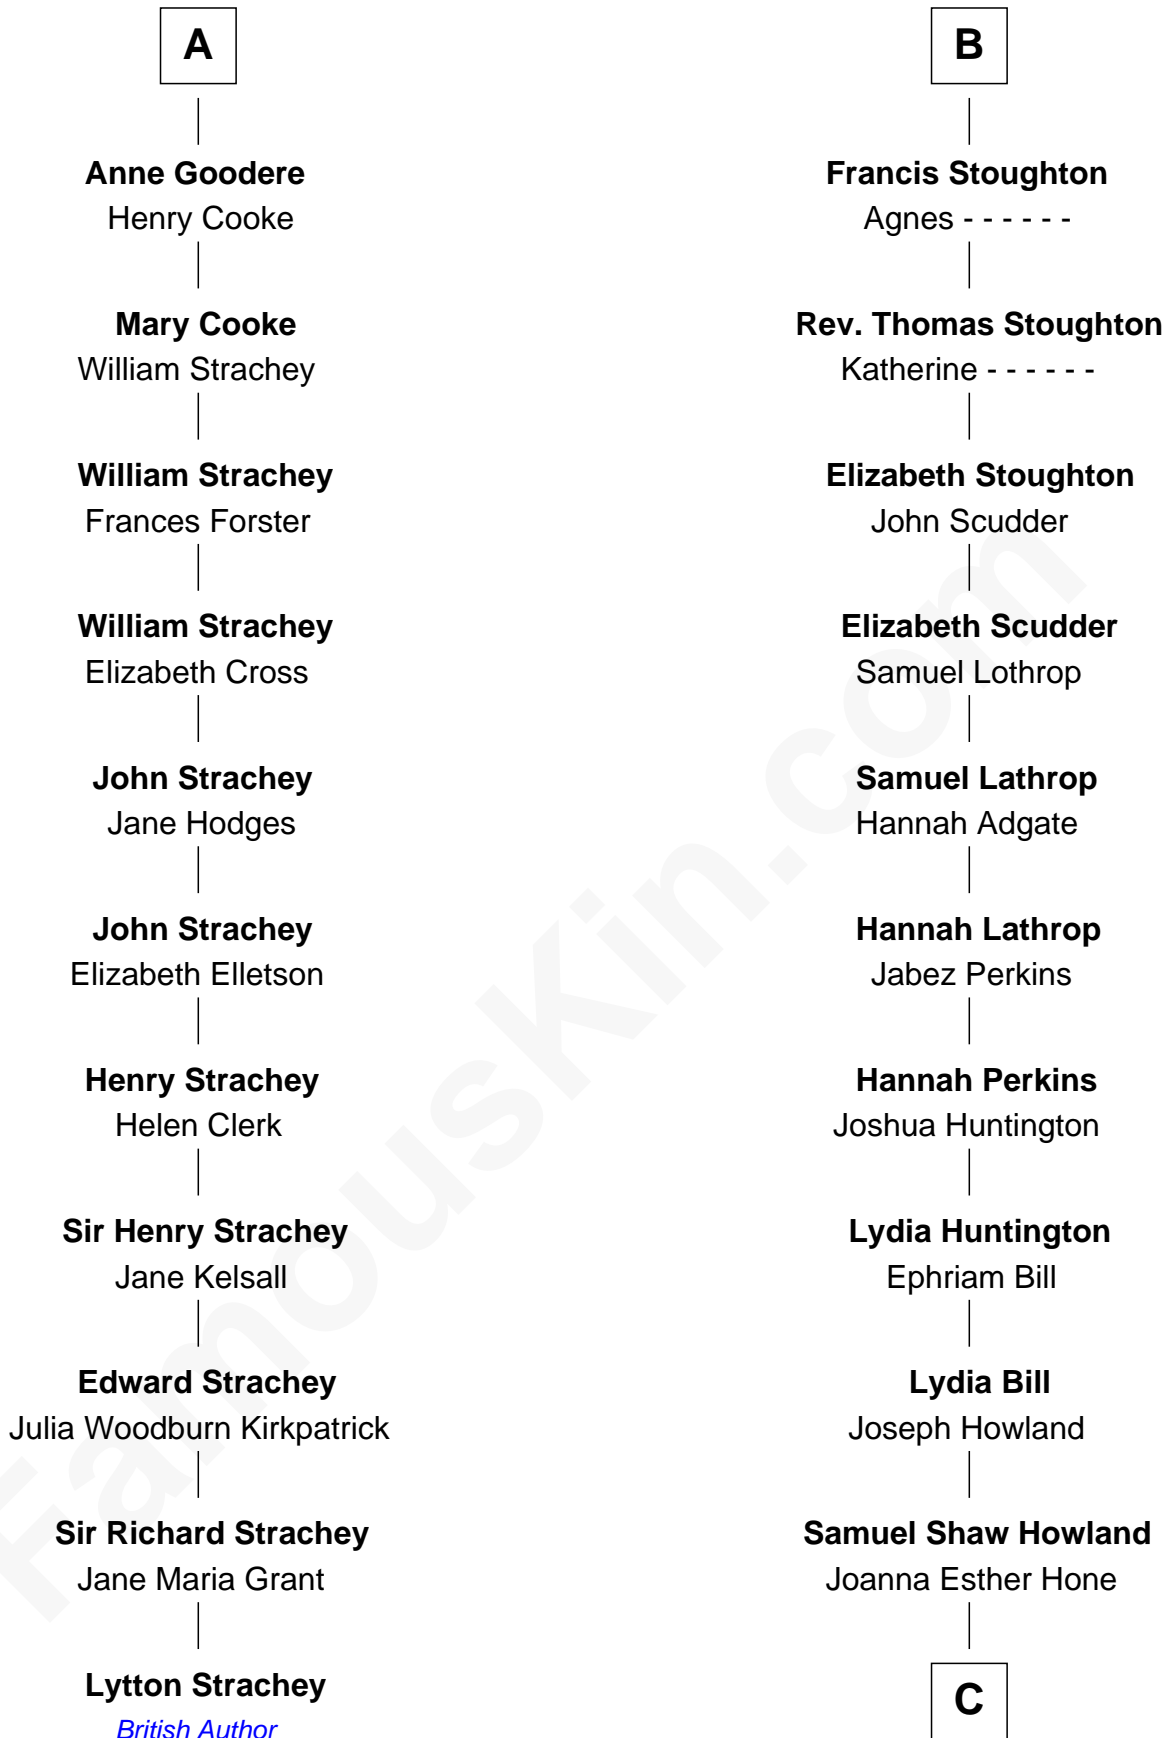 A
Anne Goodere
Henry Cooke
Mary Cooke
William Strachey
William Strachey
Frances Forster
William Strachey
Elizabeth Cross
John Strachey
Jane Hodges
John Strachey
Elizabeth Elletson
Henry Strachey
Helen Clerk
Sir Henry Strachey
Jane Kelsall
Edward Strachey
Julia Woodburn Kirkpatrick
Sir Richard Strachey
Jane Maria Grant
Lytton Strachey
British Author
B
Francis Stoughton
Agnes - - - - - -
Rev. Thomas Stoughton
Katherine - - - - - -
Elizabeth Stoughton
John Scudder
Elizabeth Scudder
Samuel Lothrop
Samuel Lathrop
Hannah Adgate
Hannah Lathrop
Jabez Perkins
Hannah Perkins
Joshua Huntington
Lydia Huntington
Ephriam Bill
Lydia Bill
Joseph Howland
Samuel Shaw Howland
Joanna Esther Hone
C
FamousKin.com